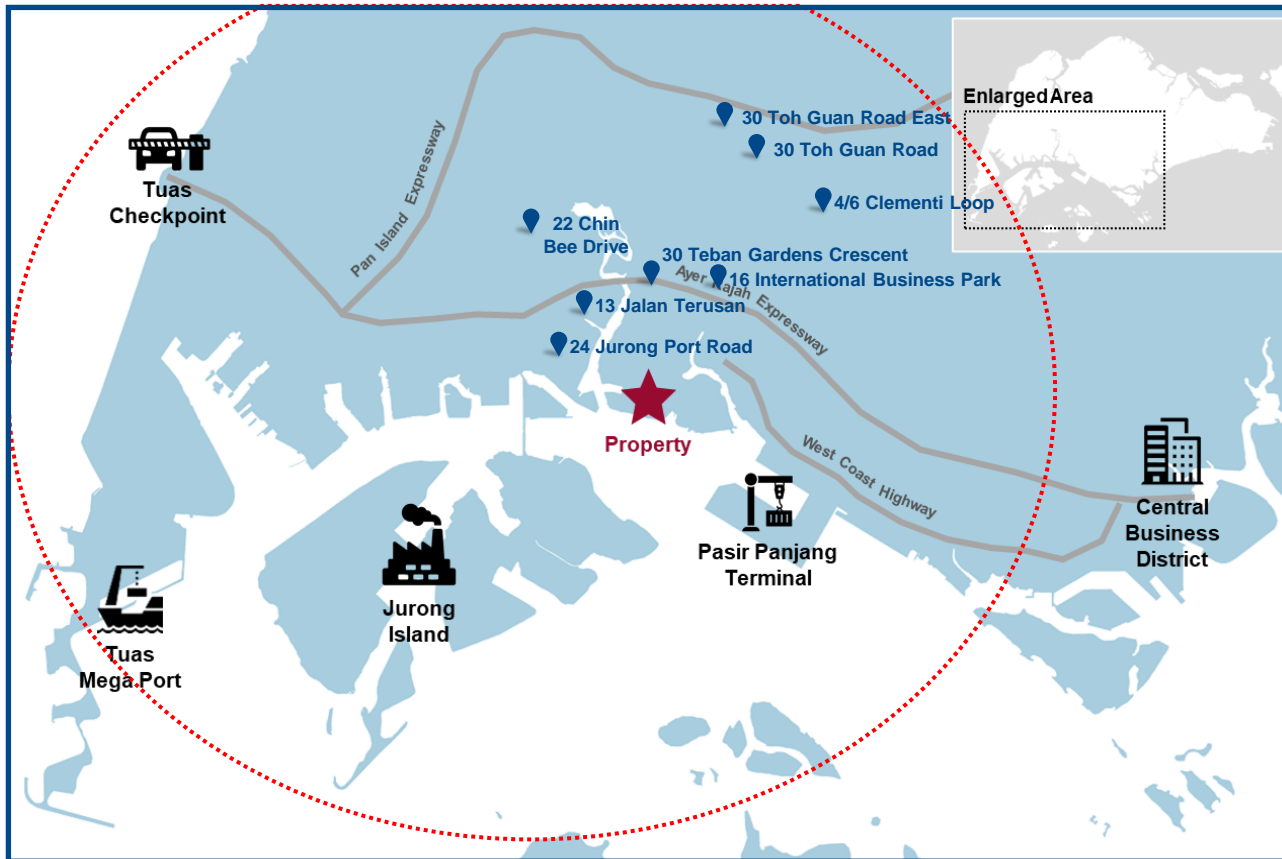 Enlarged Area
30 Toh Guan Road East
30 Toh Guan Road
Tuas
Checkpoint
Pan Island Expressway
4/6 Clementi Loop
22 Chin
Bee Drive
30 Teban Gardens Crescent
16 International Business Park
Ayer Rajah Expressway
13 Jalan Terusan
24 Jurong Port Road
Property
West Coast Highway
Central
Business
District
Pasir Panjang
Terminal
Jurong
Island
Tuas
Mega Port